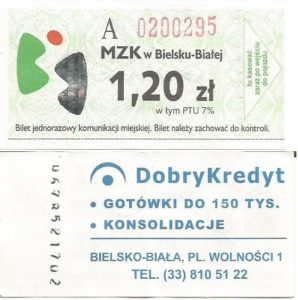 A 0200295
MZK w Bielsku-Białej
1,20 zł
w tym PTU 7%
Bilet jednorazowy komunikacji miejskiej. Bilet należy zachować do kontroli.
tu kasować
zaraz po wejściu
do pojazdu
DobryKredyt
• GOTÓWKI DO 150 TYS.
• KONSOLIDACJE
BIELSKO-BIAŁA, PL. WOLNOŚCI 1
TEL. (33) 810 51 22